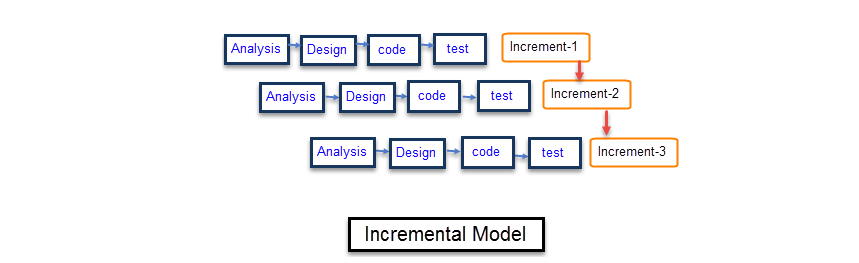 Analysis Design code test Increment-1
Analysis Design code test Increment-2
Analysis Design code test Increment-3
Incremental Model